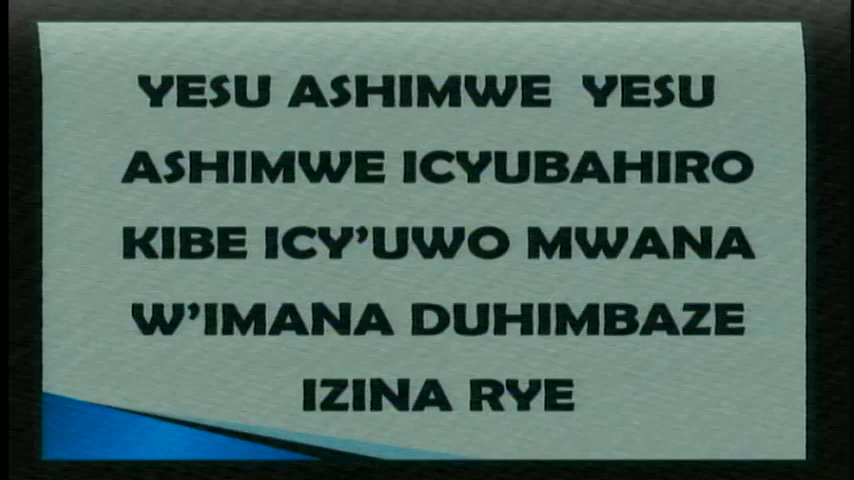 YESU ASHIMWE YESU
ASHIMWE ICYUBAHIRO
KIBE ICY’UWO MWANA
W’IMANA DUHIMBAZE
IZINA RYE